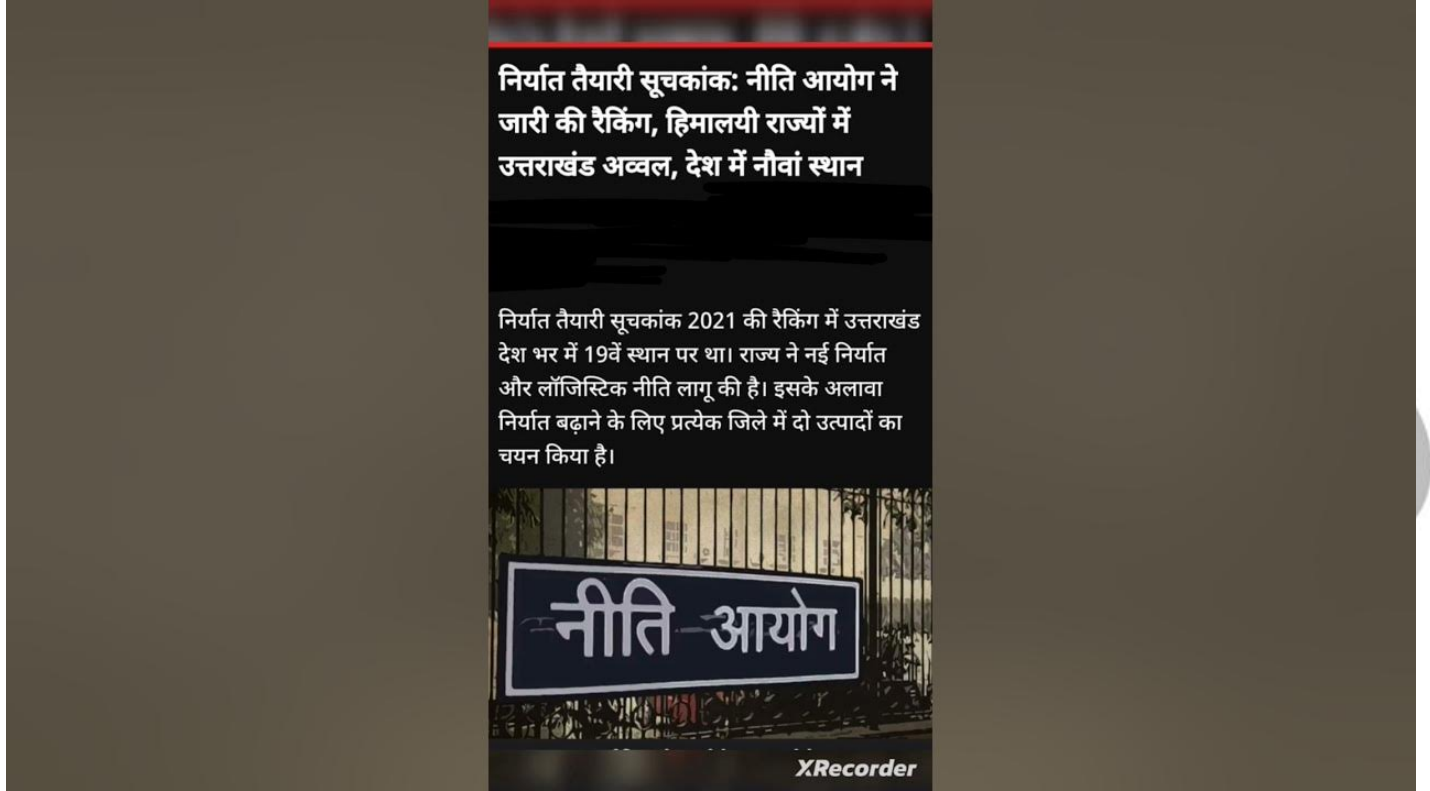 निर्यात तैयारी सूचकांक: नीति आयोग ने
जारी की रैकिंग, हिमालयी राज्यों में
उत्तराखंड अव्वल, देश में नौवां स्थान
निर्यात तैयारी सूचकांक 2021 की रैकिंग में उत्तराखंड
देश भर में 19वें स्थान पर था। राज्य ने नई निर्यात
और लॉजिस्टिक नीति लागू की है। इसके अलावा
निर्यात बढ़ाने के लिए प्रत्येक जिले में दो उत्पादों का
चयन किया है।
नीति आयोग
XRecorder